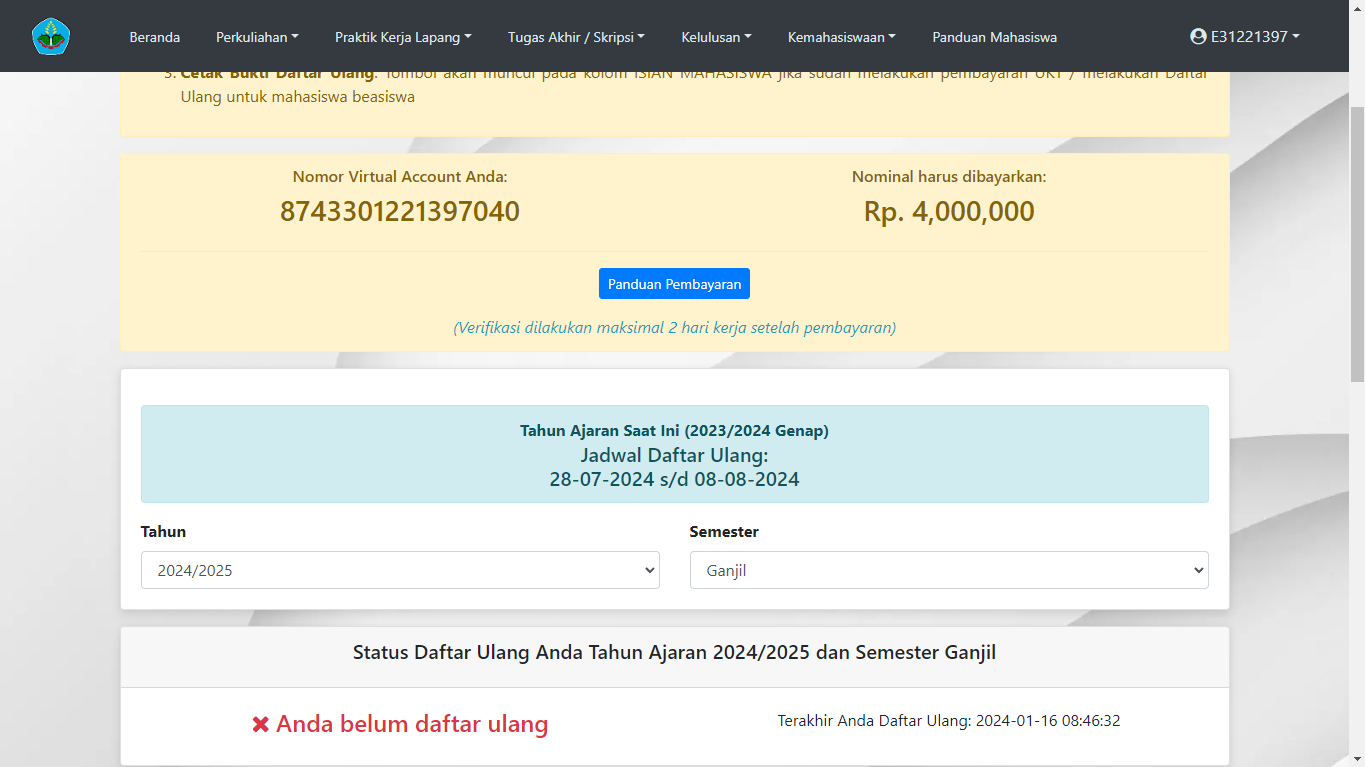 Beranda
Perkuliahan
Praktik Kerja Lapang
Tugas Akhir / Skripsi
Kelulusan
Kemahasiswaan
Panduan Mahasiswa
E31221397
3. Cetak Bukti Daftar Ulang. Tombol akan muncul pada kolom ISIAN MAHASISWA jika sudah melakukan pembayaran UKT / melakukan Daftar
Ulang untuk mahasiswa beasiswa
Nomor Virtual Account Anda:
8743301221397040
Nominal harus dibayarkan:
Rp. 4,000,000
Panduan Pembayaran
(Verifikasi dilakukan maksimal 2 hari kerja setelah pembayaran)
Tahun Ajaran Saat Ini (2023/2024 Genap)
Jadwal Daftar Ulang:
28-07-2024 s/d 08-08-2024
Tahun
2024/2025
Semester
Ganjil
Status Daftar Ulang Anda Tahun Ajaran 2024/2025 dan Semester Ganjil
Anda belum daftar ulang
Terakhir Anda Daftar Ulang: 2024-01-16 08:46:32